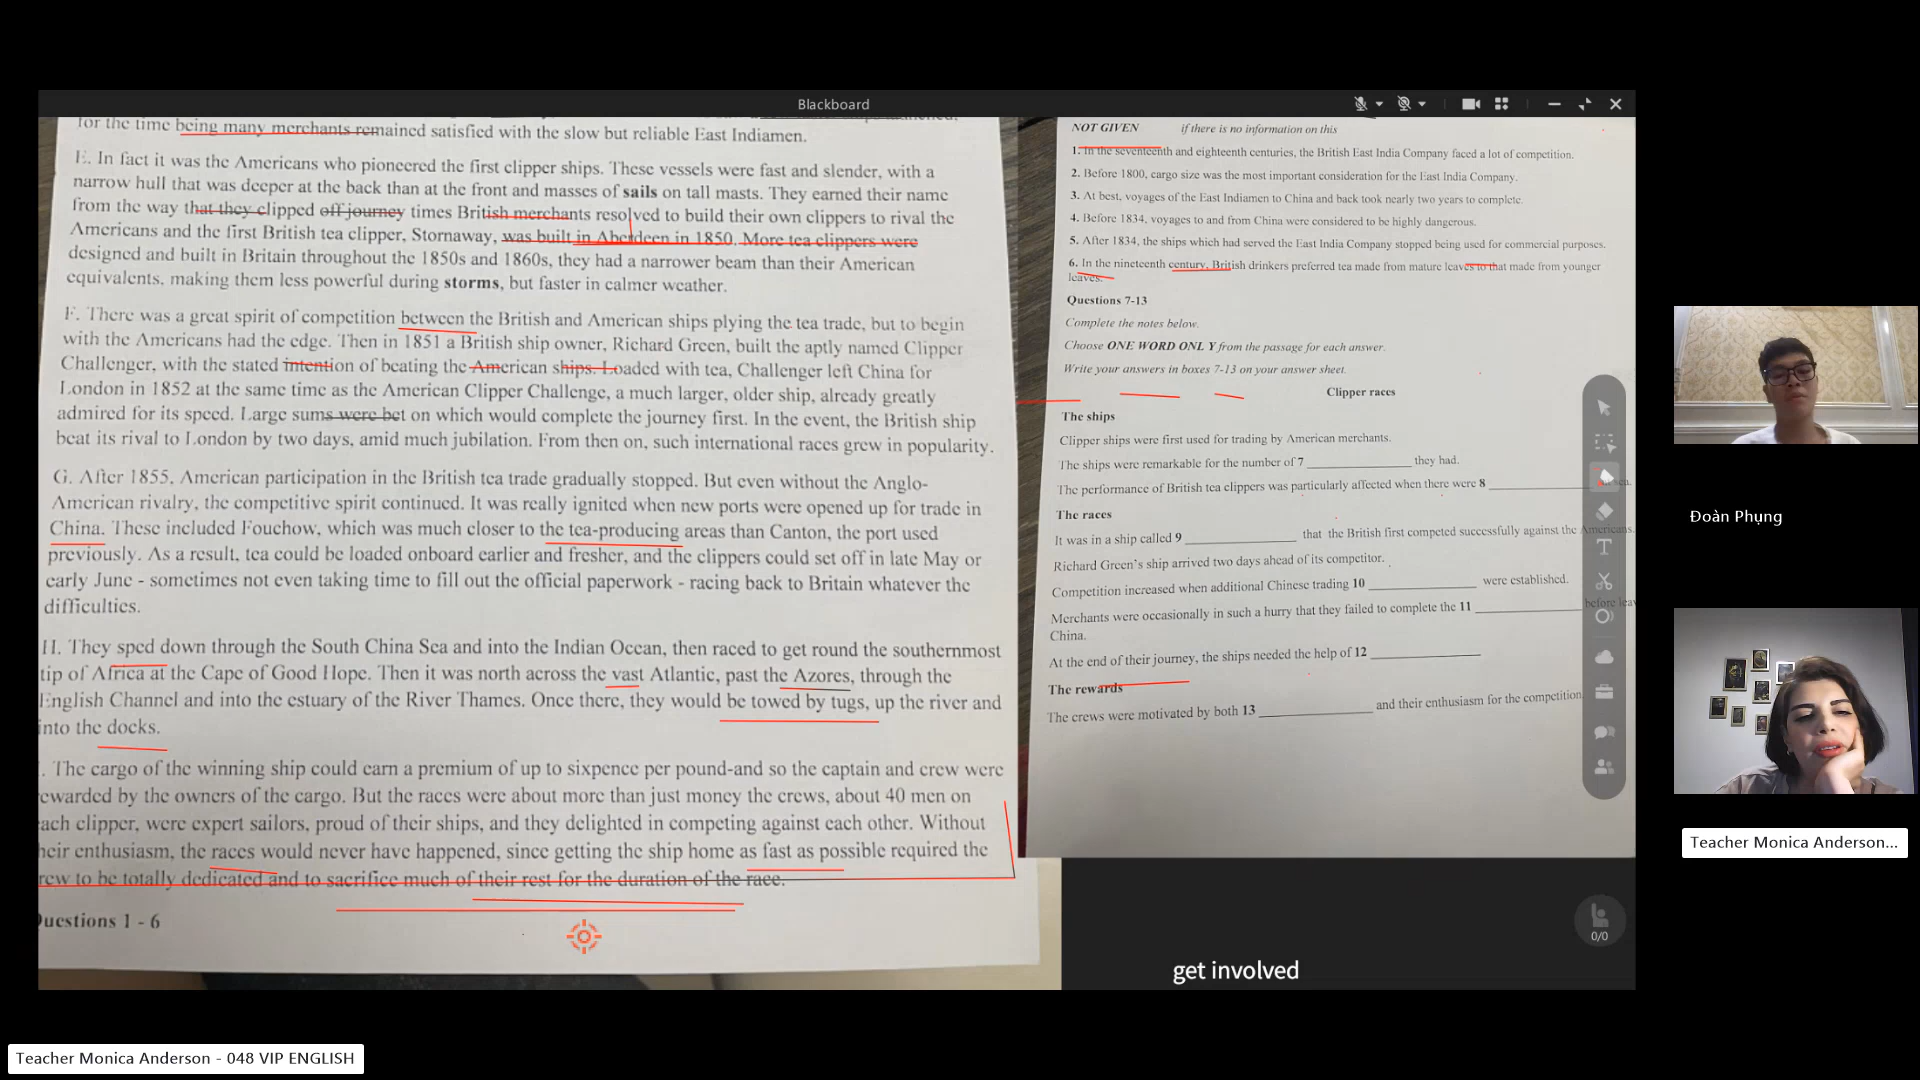 Blackboard
for the time being many merchants remained satisfied with the slow but reliable East Indiamen.
E. In fact it was the Americans who pioneered the first clipper ships. These vessels were fast and slender, with a
narrow hull that was deeper at the back than at the front and masses of sails on tall masts. They earned their name
from the way that they clipped off journey times British merchants resolved to build their own clippers to rival the
Americans and the first British tea clipper, Stornaway, was built in Aberdeen in 1850. More tea clippers were
designed and built in Britain throughout the 1850s and 1860s, they had a narrower beam than their American
equivalents, making them less powerful during storms, but faster in calmer weather.
F. There was a great spirit of competition between the British and American ships plying the tea trade, but to begin
with the Americans had the edge. Then in 1851 a British ship owner, Richard Green, built the aptly named Clipper
Challenger, with the stated intention of beating the American ships. Loaded with tea, Challenger left China for
London in 1852 at the same time as the American Clipper Challenge, a much larger, older ship, already greatly
admired for its speed. Large sums were bet on which would complete the journey first. In the event, the British ship
beat its rival to London by two days, amid much jubilation. From then on, such international races grew in popularity.
G. After 1855, American participation in the British tea trade gradually stopped. But even without the Anglo-
American rivalry, the competitive spirit continued. It was really ignited when new ports were opened up for trade in
China. These included Fouchow, which was much closer to the tea-producing areas than Canton, the port used
previously. As a result, tea could be loaded onboard earlier and fresher, and the clippers could set off in late May or
early June - sometimes not even taking time to fill out the official paperwork - racing back to Britain whatever the
difficulties.
H. They sped down through the South China Sea and into the Indian Ocean, then raced to get round the southernmost
tip of Africa at the Cape of Good Hope. Then it was north across the vast Atlantic, past the Azores, through the
English Channel and into the estuary of the River Thames. Once there, they would be towed by tugs, up the river and
into the docks.
. The cargo of the winning ship could earn a premium of up to sixpence per pound-and so the captain and crew were
ewarded by the owners of the cargo. But the races were about more than just money the crews, about 40 men on
each clipper, were expert sailors, proud of their ships, and they delighted in competing against each other. Without
heir enthusiasm, the races would never have happened, since getting the ship home as fast as possible required the
rew to be totally dedicated and to sacrifice much of their rest for the duration of the race.
Questions 1 - 6
NOT GIVEN if there is no information on this
1. In the seventeenth and eighteenth centuries, the British East India Company faced a lot of competition.
2. Before 1800, cargo size was the most important consideration for the East India Company.
3. At best, voyages of the East Indiamen to China and back took nearly two years to complete.
4. Before 1834, voyages to and from China were considered to be highly dangerous.
5. After 1834, the ships which had served the East India Company stopped being used for commercial purposes.
6. In the nineteenth century, British drinkers preferred tea made from mature leaves to that made from younger
leaves.
Questions 7-13
Complete the notes below.
Choose ONE WORD ONLY from the passage for each answer.
Write your answers in boxes 7-13 on your answer sheet.
Clipper races
The ships
Clipper ships were first used for trading by American merchants.
The ships were remarkable for the number of 7 ____ they had.
The performance of British tea clippers was particularly affected when there were 8 ____
The races
It was in a ship called 9 ____ that the British first competed successfully against the Americans.
Richard Green's ship arrived two days ahead of its competitor.
Competition increased when additional Chinese trading 10 ____ were established.
Merchants were occasionally in such a hurry that they failed to complete the 11 ____ before leav
China.
At the end of their journey, the ships needed the help of 12 ____
The rewards
The crews were motivated by both 13 ____ and their enthusiasm for the competition
0/0
get involved
Đoàn Phụng
Teacher Monica Anderson...
Teacher Monica Anderson - 048 VIP ENGLISH